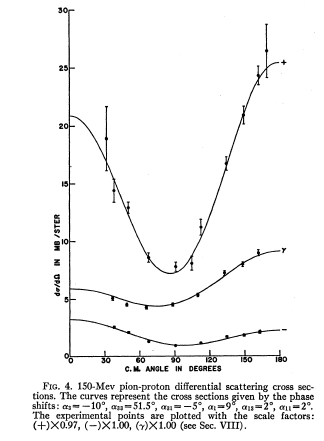 30
25
20
15
10
5
0
dσ/dΩ IN MB/STER
+
γ
−
0 30 60 90 120 150 180
C.M. ANGLE IN DEGREES
FIG. 4. 150-Mev pion-proton differential scattering cross sec-
tions. The curves represent the cross sections given by the phase
shifts: α₃= −10°, α₃₃=51.5°, α₃₁= −5°, α₁=9°, α₁₃=2°, α₁₁=2°.
The experimental points are plotted with the scale factors:
(+)×0.97, (−)×1.00, (γ)×1.00 (see Sec. VIII).